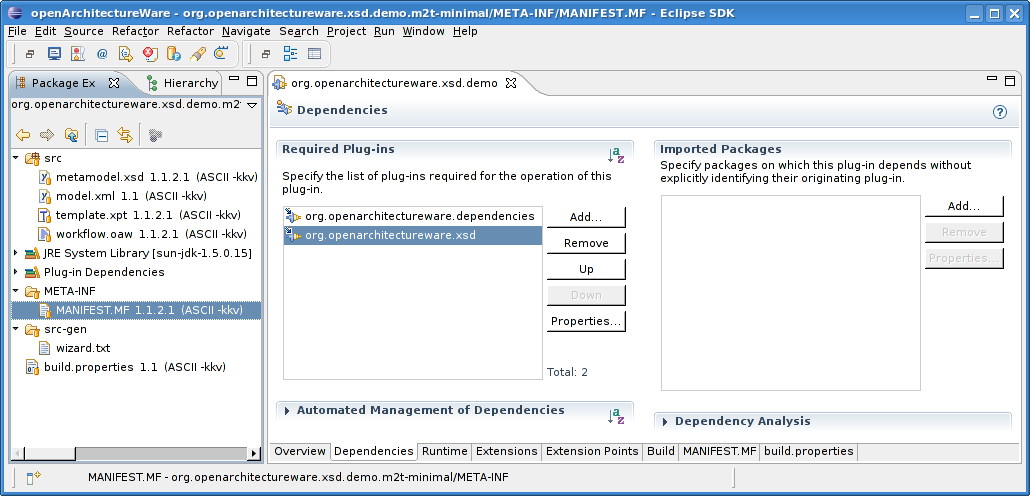 openArchitectureWare - org.openarchitectureware.xsd.demo.m2t-minimal/META-INF/MANIFEST.MF - Eclipse SDK
File Edit Source Refactor Refactor Navigate Search Project Run Window Help
Package Ex Hierarchy
org.openarchitectureware.xsd.demo.m2
src
metamodel.xsd 1.1.2.1 (ASCII -kkv)
model.xml 1.1 (ASCII -kkv)
template.xpt 1.1.2.1 (ASCII -kkv)
workflow.oaw 1.1.2.1 (ASCII -kkv)
JRE System Library [sun-jdk-1.5.0.15]
Plug-in Dependencies
META-INF
MANIFEST.MF 1.1.2.1 (ASCII -kkv)
src-gen
wizard.txt
build.properties 1.1 (ASCII -kkv)
org.openarchitectureware.xsd.demo
Dependencies
Required Plug-ins
Specify the list of plug-ins required for the operation of this
plug-in.
org.openarchitectureware.dependencies
org.openarchitectureware.xsd
Add...
Remove
Up
Down
Properties...
Total: 2
Automated Management of Dependencies
Imported Packages
Specify packages on which this plug-in depends without
explicitly identifying their originating plug-in.
Add...
Remove
Properties...
Dependency Analysis
Overview Dependencies Runtime Extensions Extension Points Build MANIFEST.MF build.properties
MANIFEST.MF - org.openarchitectureware.xsd.demo.m2t-minimal/META-INF